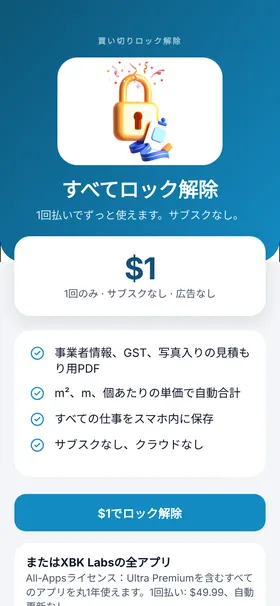 買い切りロック解除
すべてロック解除
1回払いでずっと使えます。サブスクなし。
$1
1回のみ · サブスクなし · 広告なし
事業者情報、GST、写真入りの見積も
り用PDF
m²、m、個あたりの単価で自動合計
すべての仕事をスマホ内に保存
サブスクなし、クラウドなし
$1でロック解除
またはXBK Labsの全アプリ
All-Appsライセンス：Ultra Premiumを含むすべて
のアプリを丸1年使えます。1回払い: $49.99、自動
更新なし